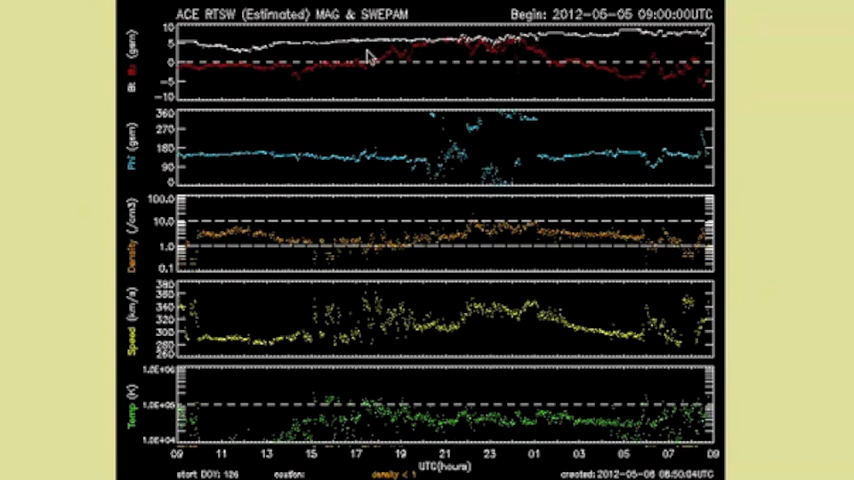 ACE RTSW (Estimated) MAG & SWEPAM Begin: 2012-05-05 09:00:00UTC
Bt Bz (gsm)
10
5
0
-5
-10
Phi (gsm)
360
270
180
90
0
Density (/cm3)
100.0
10.0
1.0
0.1
Speed (km/s)
380
360
340
320
300
280
260
Temp (K)
1.0E+06
1.0E+05
1.0E+04
09 11 13 15 17 19 21 23 01 03 05 07 09
UTC(hours)
start DOY: 126 caution: density < 1 created: 2012-05-06 08:50:04UTC